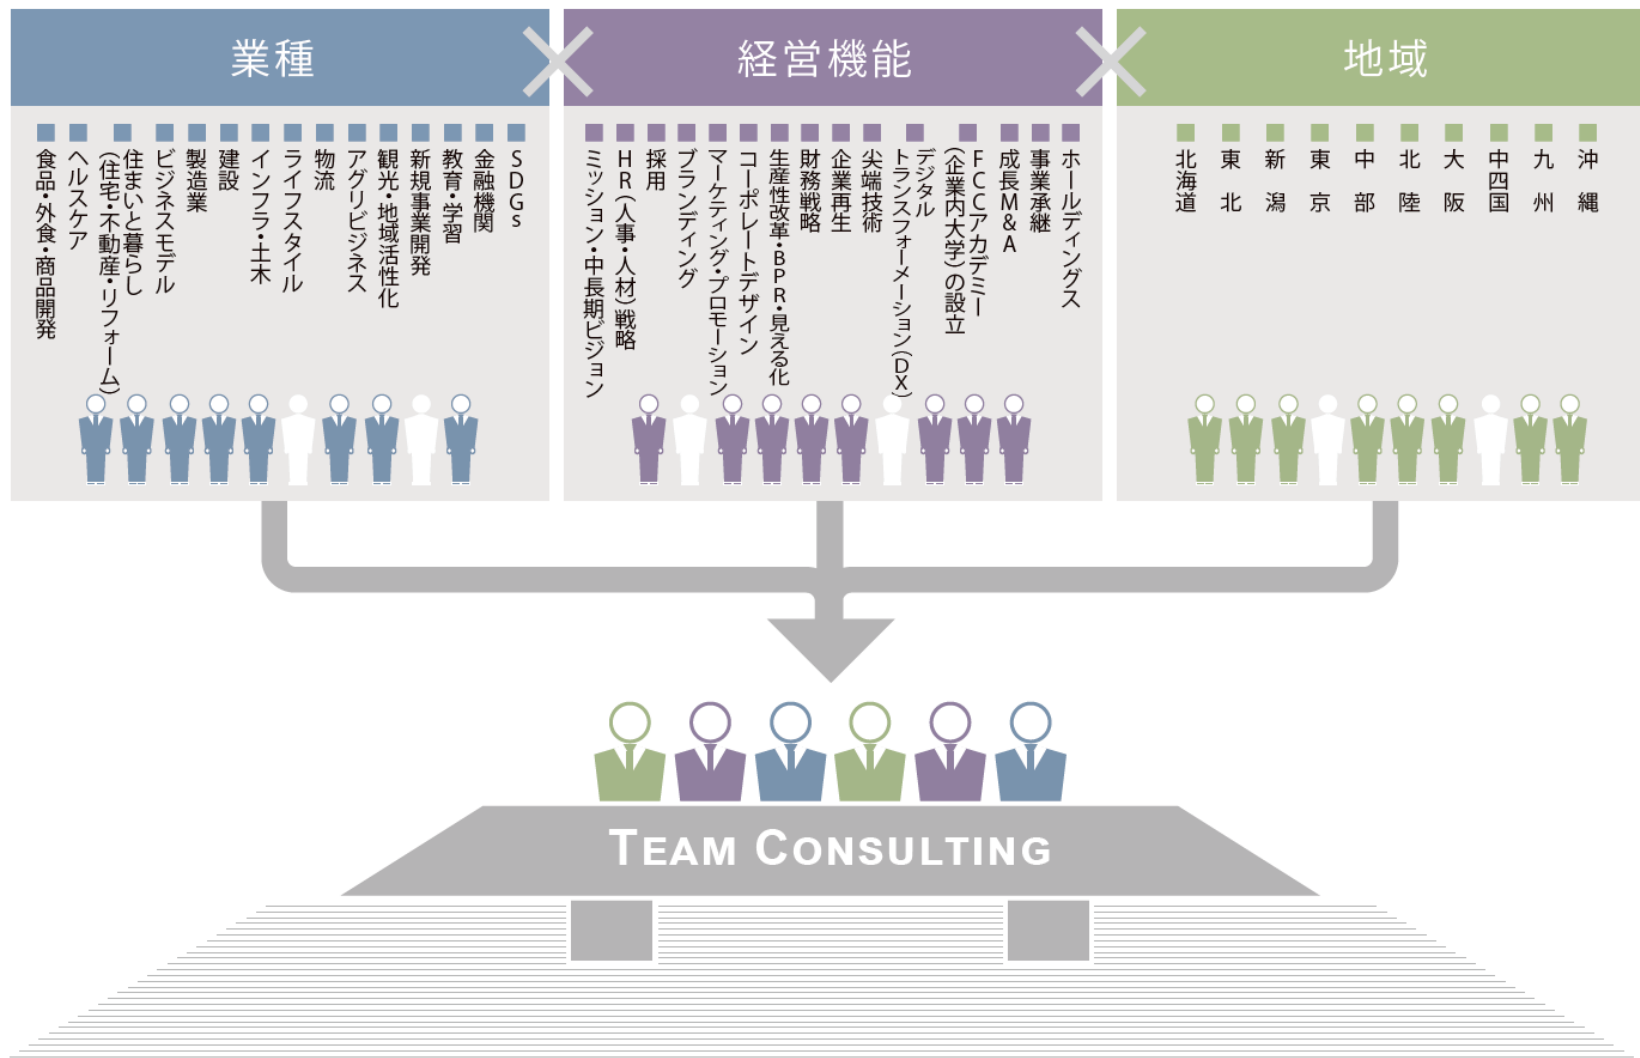 業種
経営機能
地域
食品・外食・商品開発
ヘルスケア
住まいと暮らし
(住宅・不動産・リフォーム)
ビジネスモデル
製造業
建設
インフラ・土木
ライフスタイル
物流
アグリビジネス
観光・地域活性化
新規事業開発
教育・学習
金融機関
SDGs
ミッション・中長期ビジョン
HR(人事・人材)戦略
採用
ブランディング
マーケティング・プロモーション
コーポレートデザイン
生産性改革・BPR・見える化
財務戦略
企業再生
尖端技術
デジタル
トランスフォーメーション(DX)
FCCアカデミー
(企業内大学)の設立
成長M&A
事業承継
ホールディングス
北海道
東北
新潟
東京
中部
北陸
大阪
中四国
九州
沖縄
TEAM CONSULTING